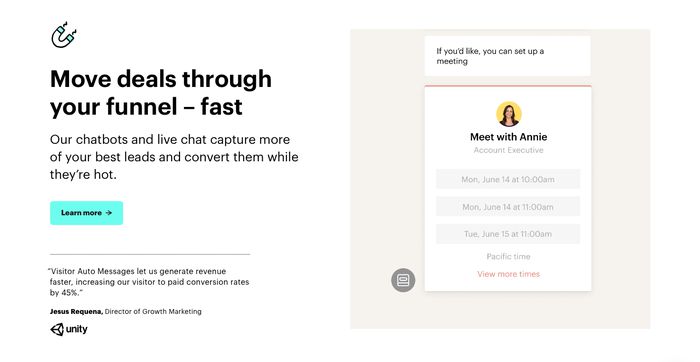 Move deals through
your funnel – fast
Our chatbots and live chat capture more
of your best leads and convert them while
they're hot.
Learn more →
“Visitor Auto Messages let us generate revenue
faster, increasing our visitor to paid conversion rates
by 45%.”
Jesus Requena, Director of Growth Marketing
unity
If you'd like, you can set up a
meeting
Meet with Annie
Account Executive
Mon, June 14 at 10:00am
Mon, June 14 at 11:00am
Tue, June 15 at 11:00am
Pacific time
View more times